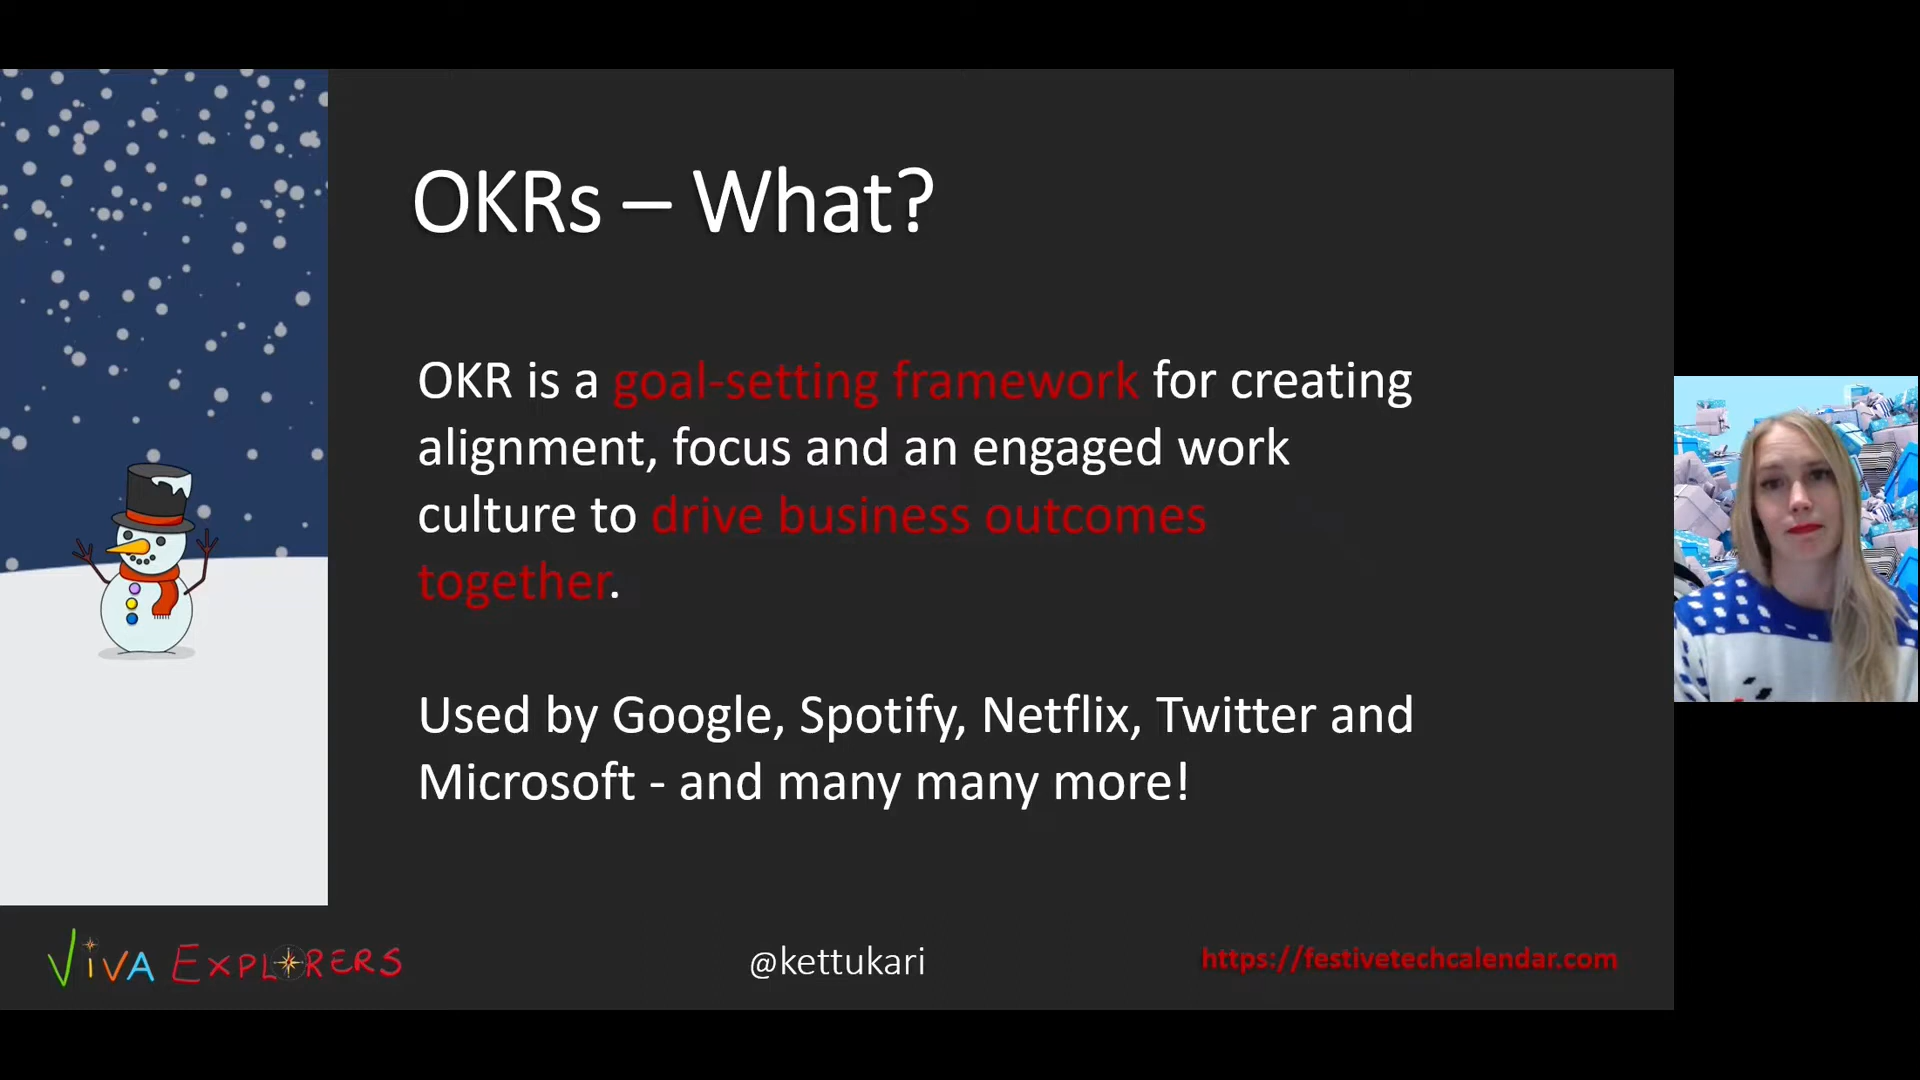 OKRs – What?
OKR is a goal-setting framework for creating
alignment, focus and an engaged work
culture to drive business outcomes
together.
Used by Google, Spotify, Netflix, Twitter and
Microsoft - and many many more!
ViVA EXPLORERS
@kettukari
https://festivetechcalendar.com